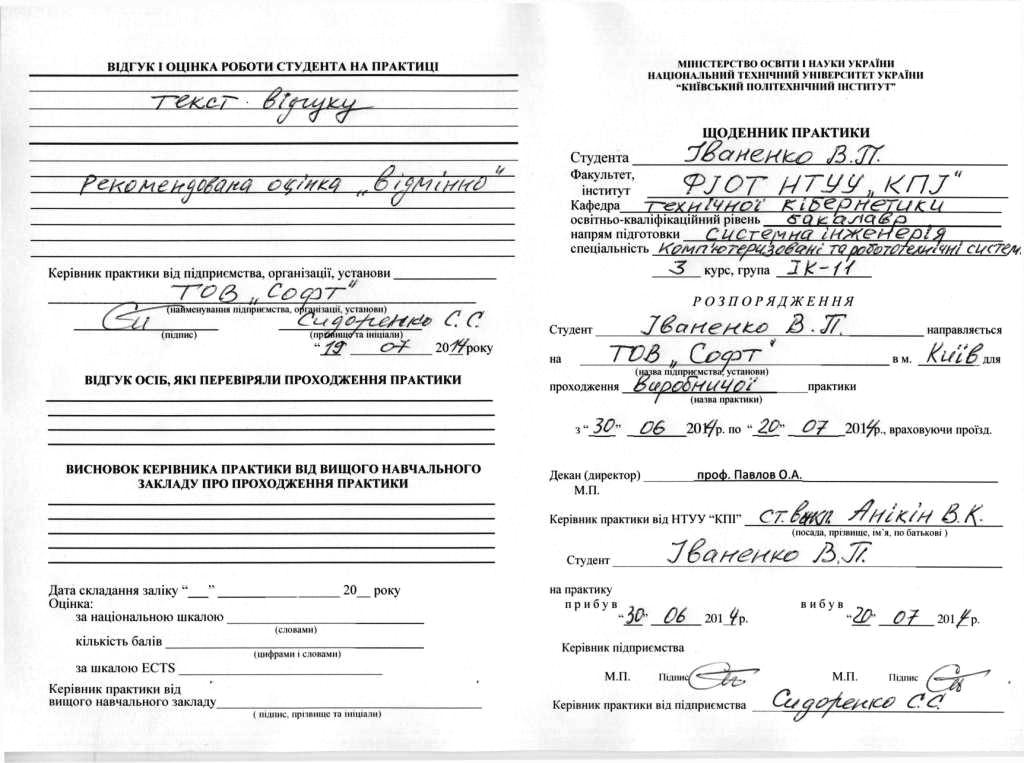 ВІДГУК І ОЦІНКА РОБОТИ СТУДЕНТА НА ПРАКТИЦІ
текст відгуку
Рекомендована оцінка „Відмінно“
Керівник практики від підприємства, організації, установи
ТОВ „Софт“
(найменування підприємства, організації, установи)
Сидоренко С.С.
(підпис) (прізвище та ініціали)
“ 19 07 2014 року
ВІДГУК ОСІБ, ЯКІ ПЕРЕВІРЯЛИ ПРОХОДЖЕННЯ ПРАКТИКИ
ВИСНОВОК КЕРІВНИКА ПРАКТИКИ ВІД ВИЩОГО НАВЧАЛЬНОГО
ЗАКЛАДУ ПРО ПРОХОДЖЕННЯ ПРАКТИКИ
Дата складання заліку “___” ____________ 20__ року
Оцінка:
за національною шкалою
(словами)
кількість балів
(цифрами і словами)
за шкалою ECTS
Керівник практики від
вищого навчального закладу
( підпис, прізвище та ініціали)
МІНІСТЕРСТВО ОСВІТИ І НАУКИ УКРАЇНИ
НАЦІОНАЛЬНИЙ ТЕХНІЧНИЙ УНІВЕРСИТЕТ УКРАЇНИ
“КИЇВСЬКИЙ ПОЛІТЕХНІЧНИЙ ІНСТИТУТ”
ЩОДЕННИК ПРАКТИКИ
Студента Іваненко В.П.
Факультет,
інститут ФІОТ НТУУ „КПІ“
Кафедра технічної кібернетики
освітньо-кваліфікаційний рівень бакалавр
напрям підготовки Системна інженерія
спеціальність Комп'ютеризовані та робототехнічні систем
3 курс, група ІК-11
РОЗПОРЯДЖЕННЯ
Студент Іваненко В.П. направляється
на ТОВ „Софт“ в м. Київ для
(назва підприємства, установи)
проходження Виробничої практики
(назва практики)
з “30” 06 2014р. по “20” 07 2014р., враховуючи проїзд.
Декан (директор) проф. Павлов О.А.
М.П.
Керівник практики від НТУУ “КПІ” ст. викл. Анікін В.К.
(посада, прізвище, ім’я, по батькові )
Студент Іваненко В.П.
на практику
прибув вибув
“30” 06 2014р. “20” 07 2014р.
Керівник підприємства
М.П. Підпис М.П. Підпис
Керівник практики від підприємства Сидоренко С.С.